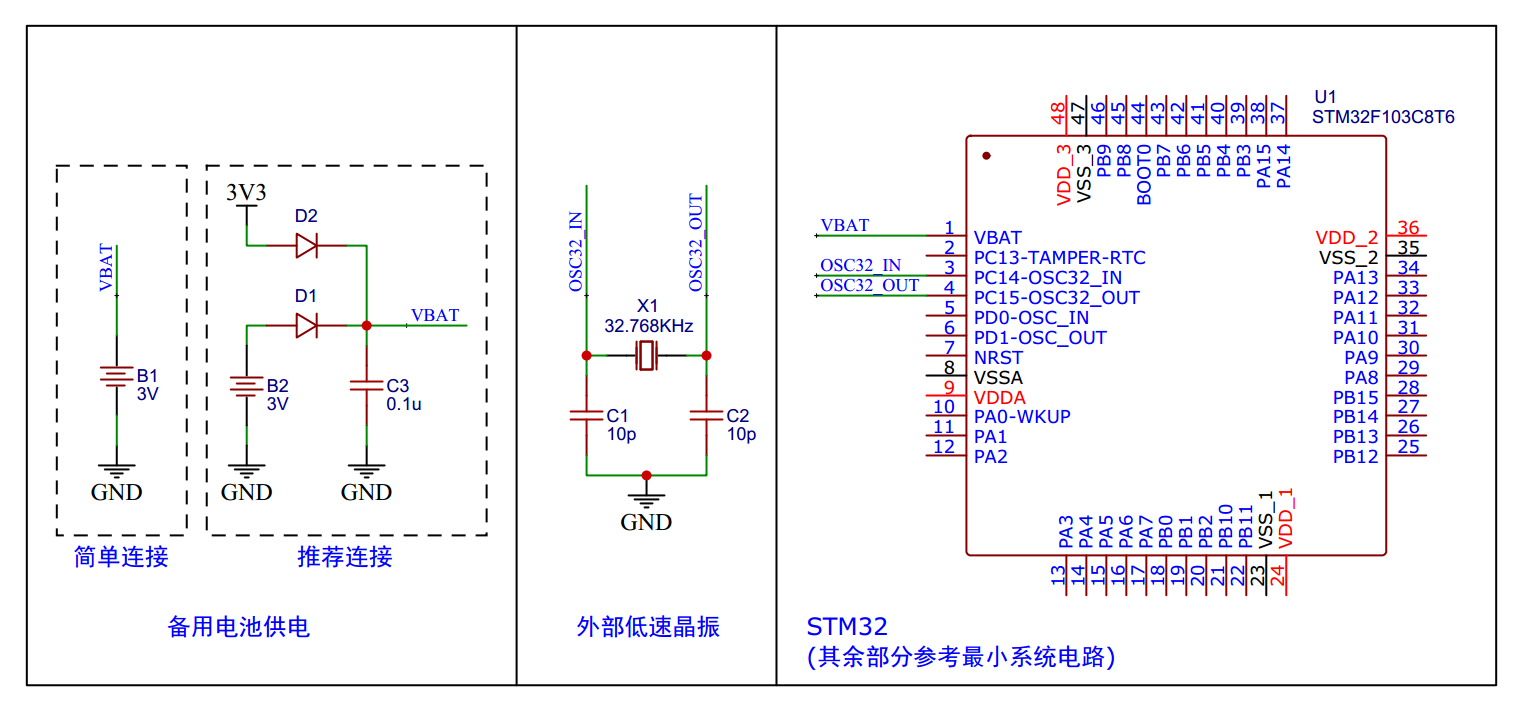 VBAT
B1
3V
GND
简单连接
3V3
D2
D1
VBAT
B2
3V
C3
0.1u
GND
GND
推荐连接
备用电池供电
OSC32_IN
OSC32_OUT
X1
32.768KHz
C1
10p
C2
10p
GND
外部低速晶振
U1
STM32F103C8T6
48 47 46 45 44 43 42 41 40 39 38 37
VDD_3 VSS_3 PB9 PB8 BOOT0 PB7 PB6 PB5 PB4 PB3 PA15 PA14
VBAT
OSC32_IN
OSC32_OUT
1 VBAT
2 PC13-TAMPER-RTC
3 PC14-OSC32_IN
4 PC15-OSC32_OUT
5 PD0-OSC_IN
6 PD1-OSC_OUT
7 NRST
8 VSSA
9 VDDA
10 PA0-WKUP
11 PA1
12 PA2
VDD_2 36
VSS_2 35
PA13 34
PA12 33
PA11 32
PA10 31
PA9 30
PA8 29
PB15 28
PB14 27
PB13 26
PB12 25
PA3 PA4 PA5 PA6 PA7 PB0 PB1 PB2 PB10 PB11 VSS_1 VDD_1
13 14 15 16 17 18 19 20 21 22 23 24
STM32
(其余部分参考最小系统电路)